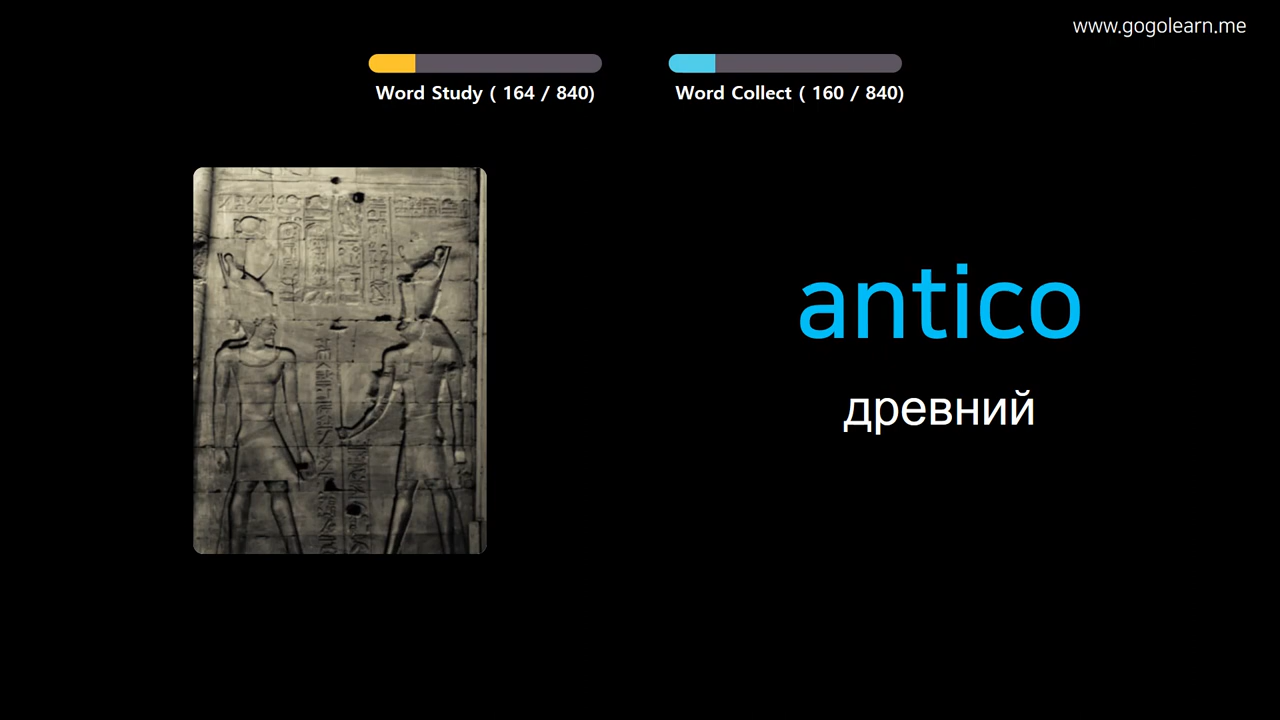 www.gogolearn.me
Word Study ( 164 / 840)
Word Collect ( 160 / 840)
antico
древний